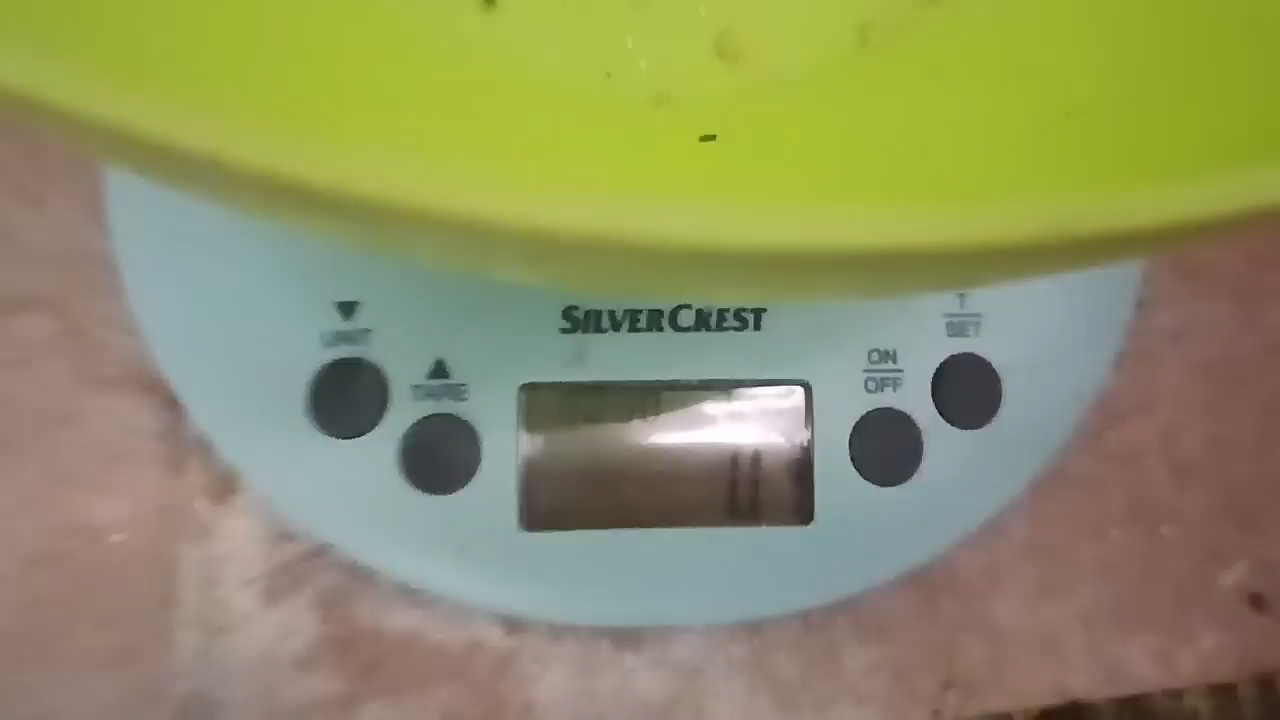 SILVERCREST
▼
UNIT
▲
TARE
ON
OFF
T
SET